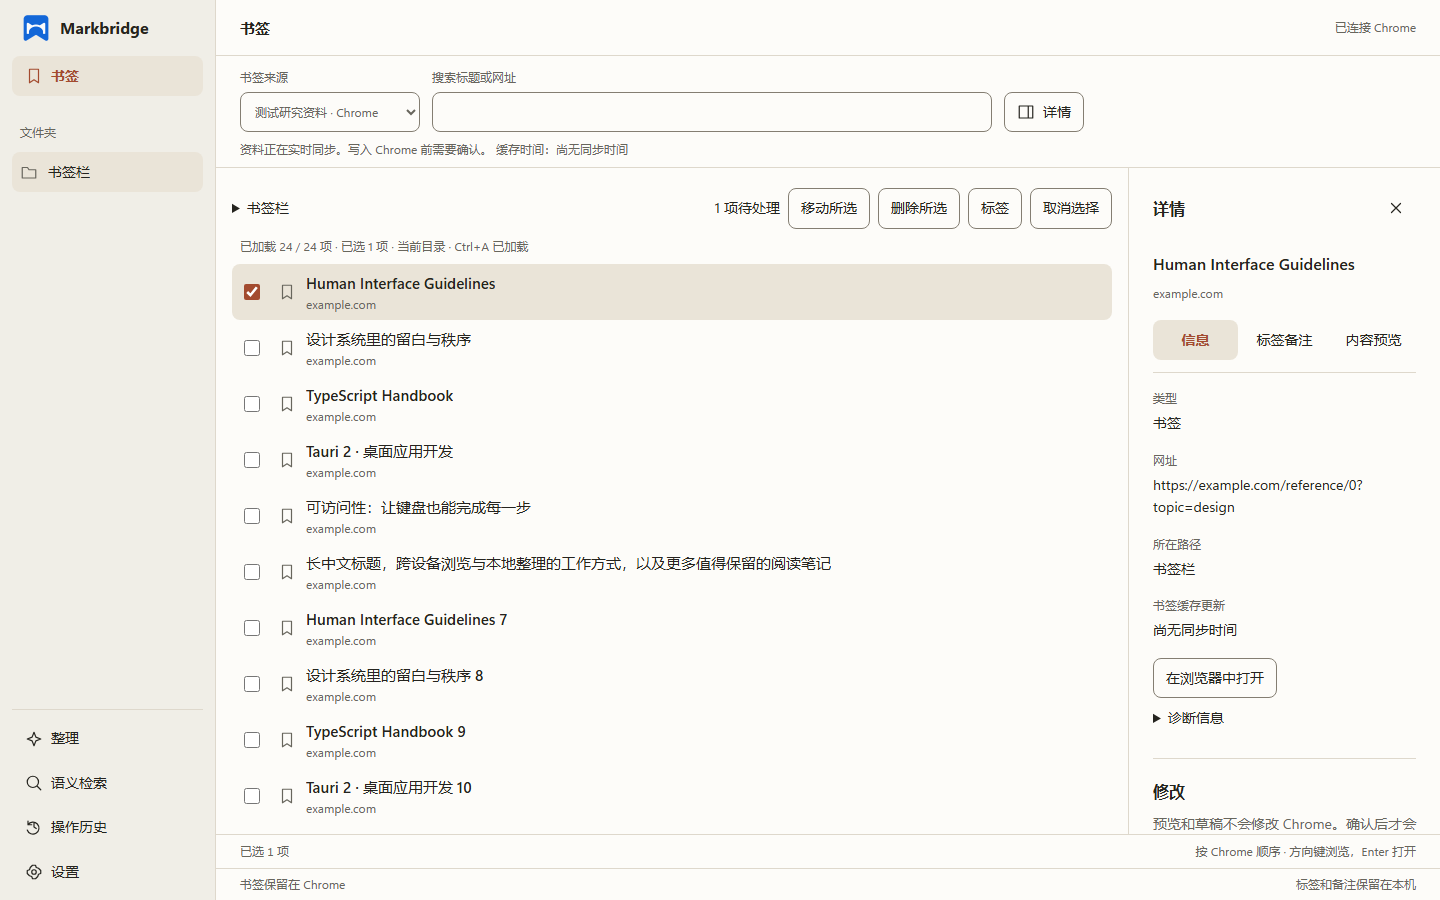 Markbridge
书签
文件夹
书签栏
整理
语义检索
操作历史
设置
书签
已连接 Chrome
书签来源
搜索标题或网址
测试研究资料 · Chrome
详情
资料正在实时同步。写入 Chrome 前需要确认。 缓存时间：尚无同步时间
书签栏
1 项待处理
移动所选
删除所选
标签
取消选择
已加载 24 / 24 项 · 已选 1 项 · 当前目录 · Ctrl+A 已加载
Human Interface Guidelines
example.com
设计系统里的留白与秩序
example.com
TypeScript Handbook
example.com
Tauri 2 · 桌面应用开发
example.com
可访问性：让键盘也能完成每一步
example.com
长中文标题，跨设备浏览与本地整理的工作方式，以及更多值得保留的阅读笔记
example.com
Human Interface Guidelines 7
example.com
设计系统里的留白与秩序 8
example.com
TypeScript Handbook 9
example.com
Tauri 2 · 桌面应用开发 10
example.com
详情
Human Interface Guidelines
example.com
信息
标签备注
内容预览
类型
书签
网址
https://example.com/reference/0?
topic=design
所在路径
书签栏
书签缓存更新
尚无同步时间
在浏览器中打开
诊断信息
修改
预览和草稿不会修改 Chrome。确认后才会
已选 1 项
按 Chrome 顺序 · 方向键浏览，Enter 打开
书签保留在 Chrome
标签和备注保留在本机